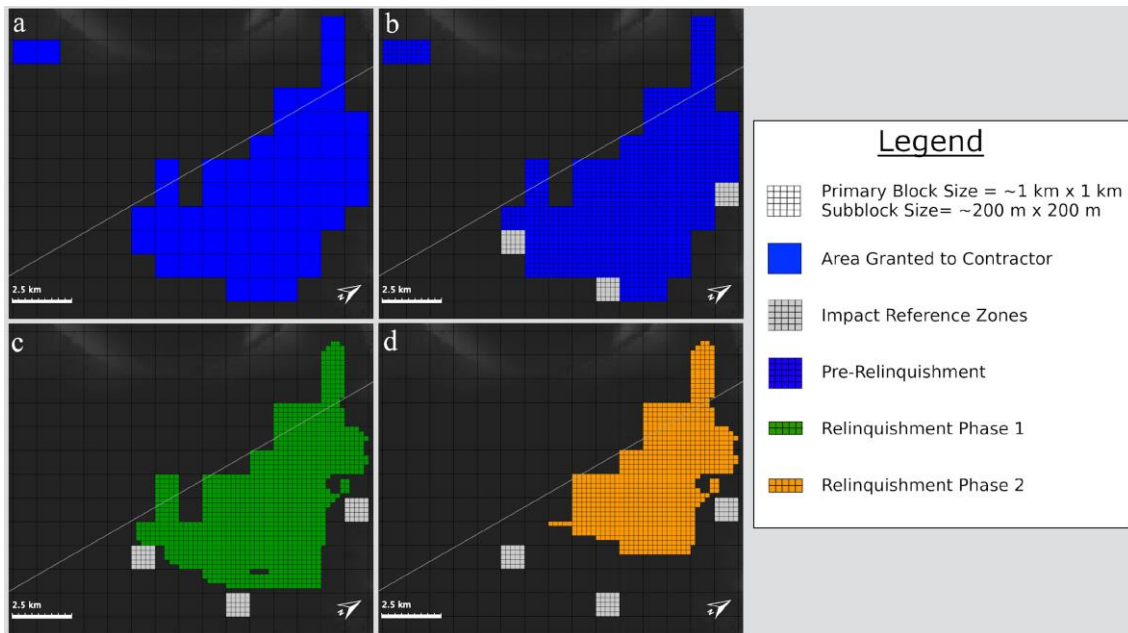 a
b
2.5 km
z
2.5 km
z
c
d
2.5 km
z
2.5 km
z
Legend
Primary Block Size = ~1 km x 1 km
Subblock Size= ~200 m x 200 m
Area Granted to Contractor
Impact Reference Zones
Pre-Relinquishment
Relinquishment Phase 1
Relinquishment Phase 2